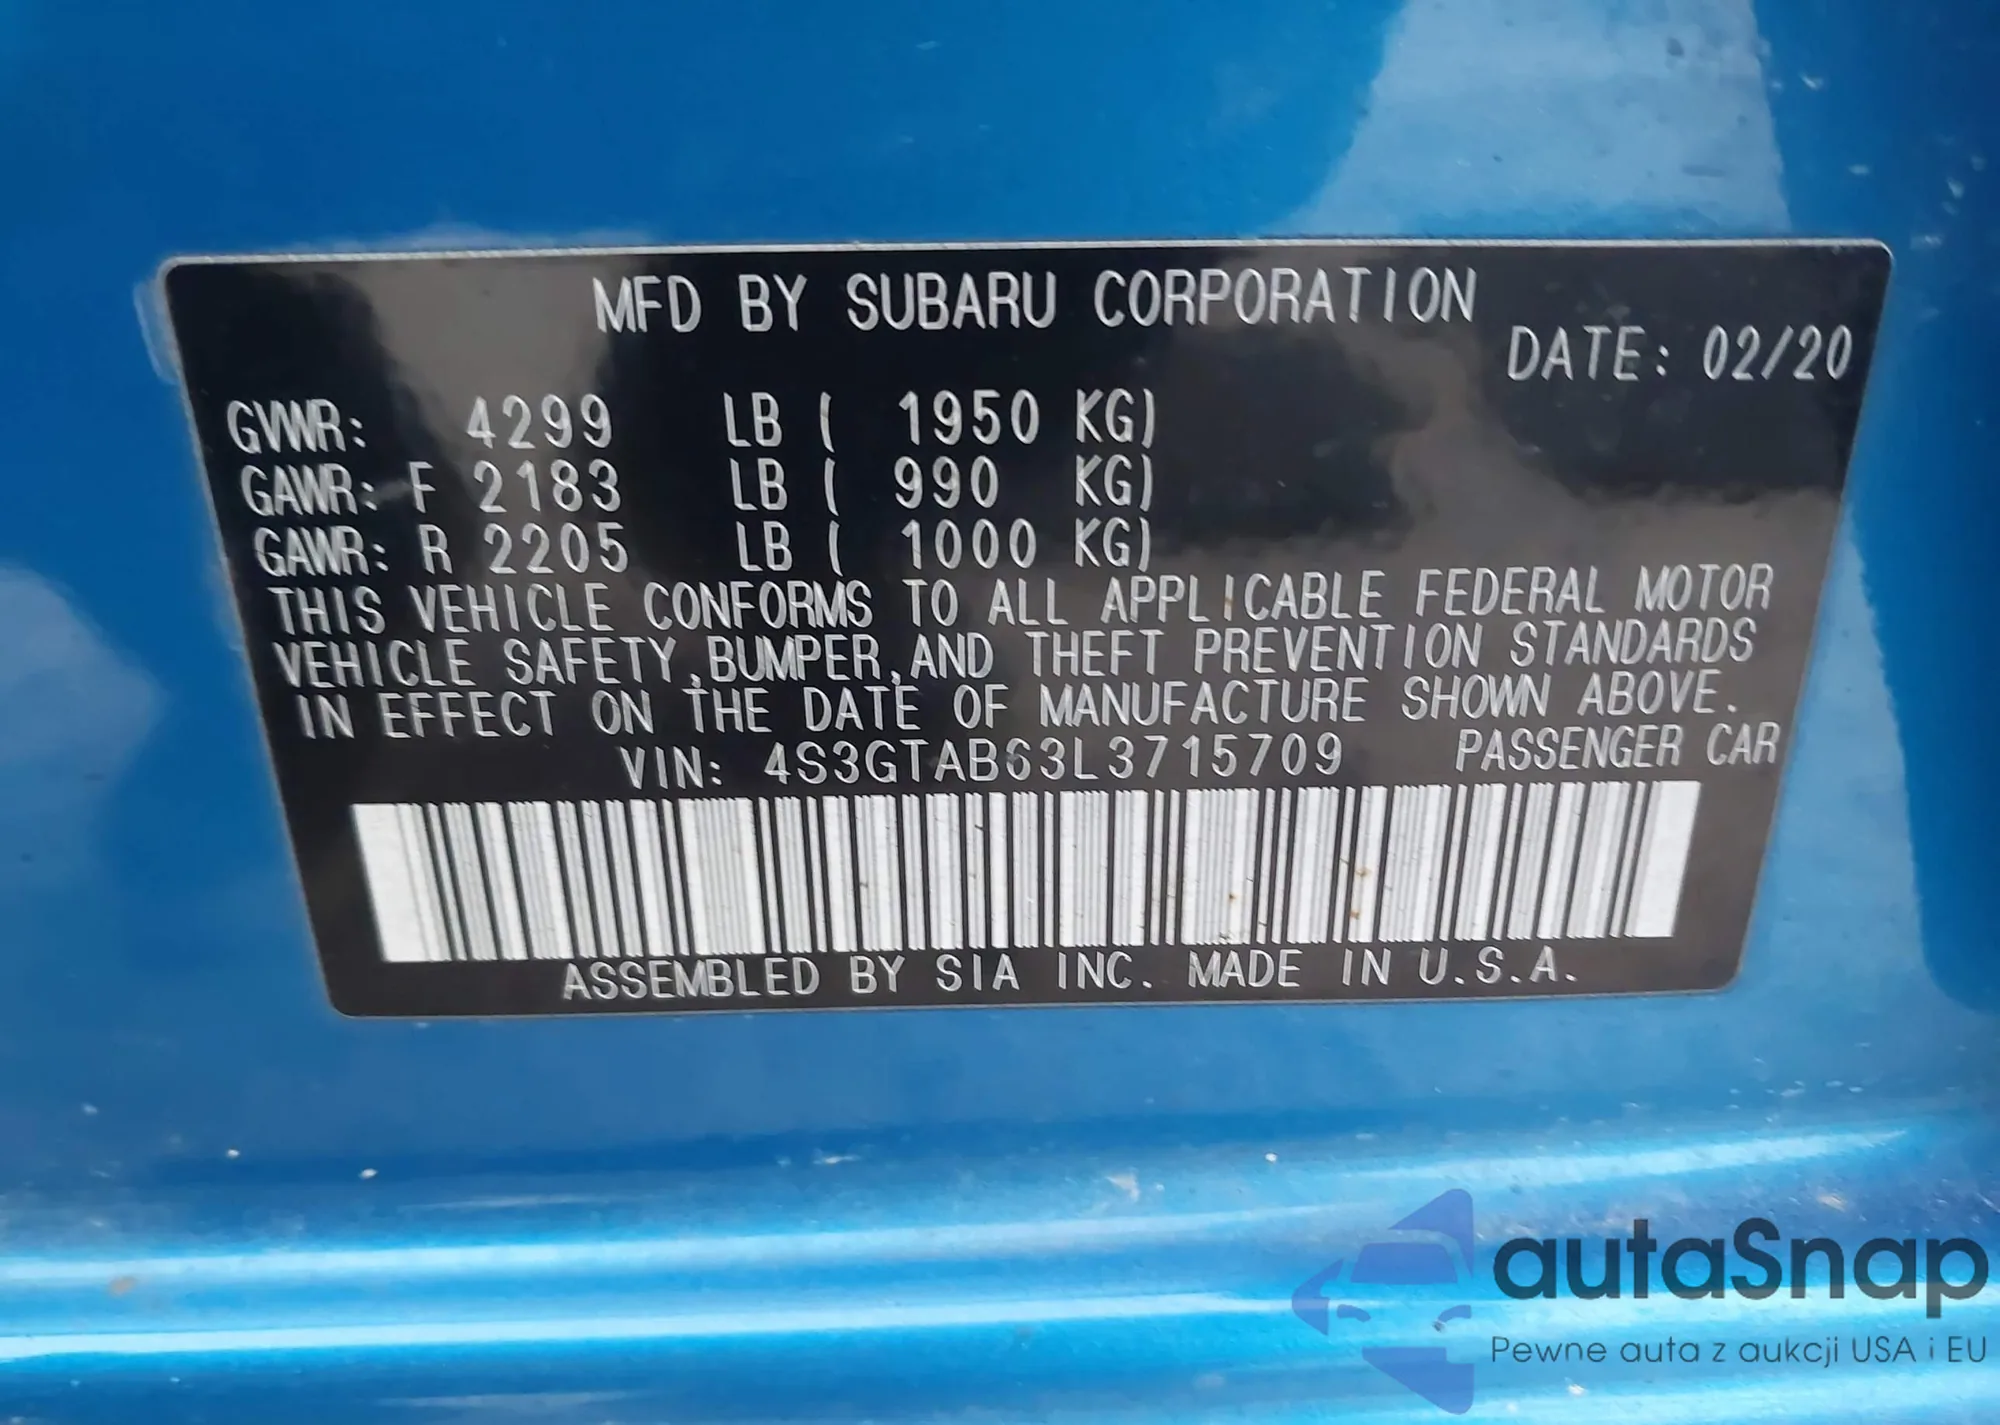 MFD BY SUBARU CORPORATION
DATE: 02/20
GVWR: 4299 LB ( 1950 KG)
GAWR: F 2183 LB ( 990 KG)
GAWR: R 2205 LB ( 1000 KG)
THIS VEHICLE CONFORMS TO ALL APPLICABLE FEDERAL MOTOR
VEHICLE SAFETY,BUMPER,AND THEFT PREVENTION STANDARDS
IN EFFECT ON THE DATE OF MANUFACTURE SHOWN ABOVE.
VIN: 4S3GTAB63L3715709 PASSENGER CAR
ASSEMBLED BY SIA INC. MADE IN U.S.A.
autaSnap
Pewne auta z aukcji USA i EU